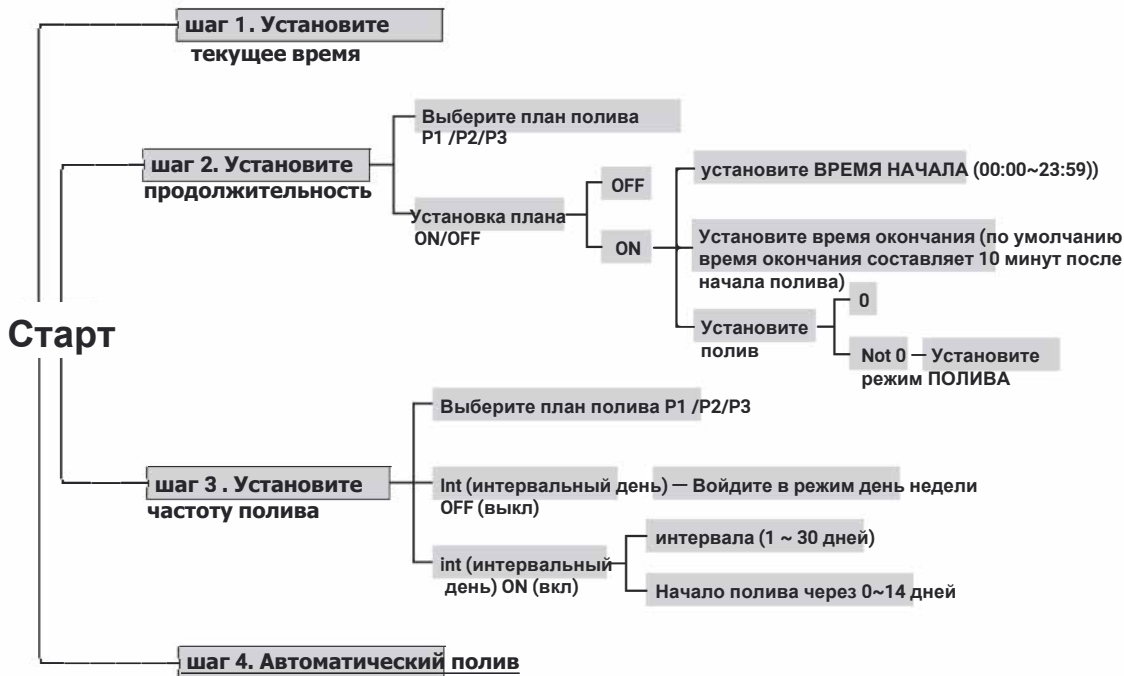 шаг 1. Установите
текущее время
Выберите план полива
P1 /P2/P3
шаг 2. Установите
продолжительность
Установка плана
ON/OFF
OFF
ON
установите ВРЕМЯ НАЧАЛА (00:00~23:59))
Установите время окончания (по умолчанию
время окончания составляет 10 минут после
начала полива)
Установите
полив
0
Not 0 — Установите
режим ПОЛИВА
Старт
Выберите план полива P1 /P2/P3
шаг 3 . Установите
частоту полива
Int (интервальный день) — Войдите в режим день недели
OFF (выкл)
int (интервальный
день) ON (вкл)
интервала (1 ~ 30 дней)
Начало полива через 0~14 дней
шаг 4. Автоматический полив